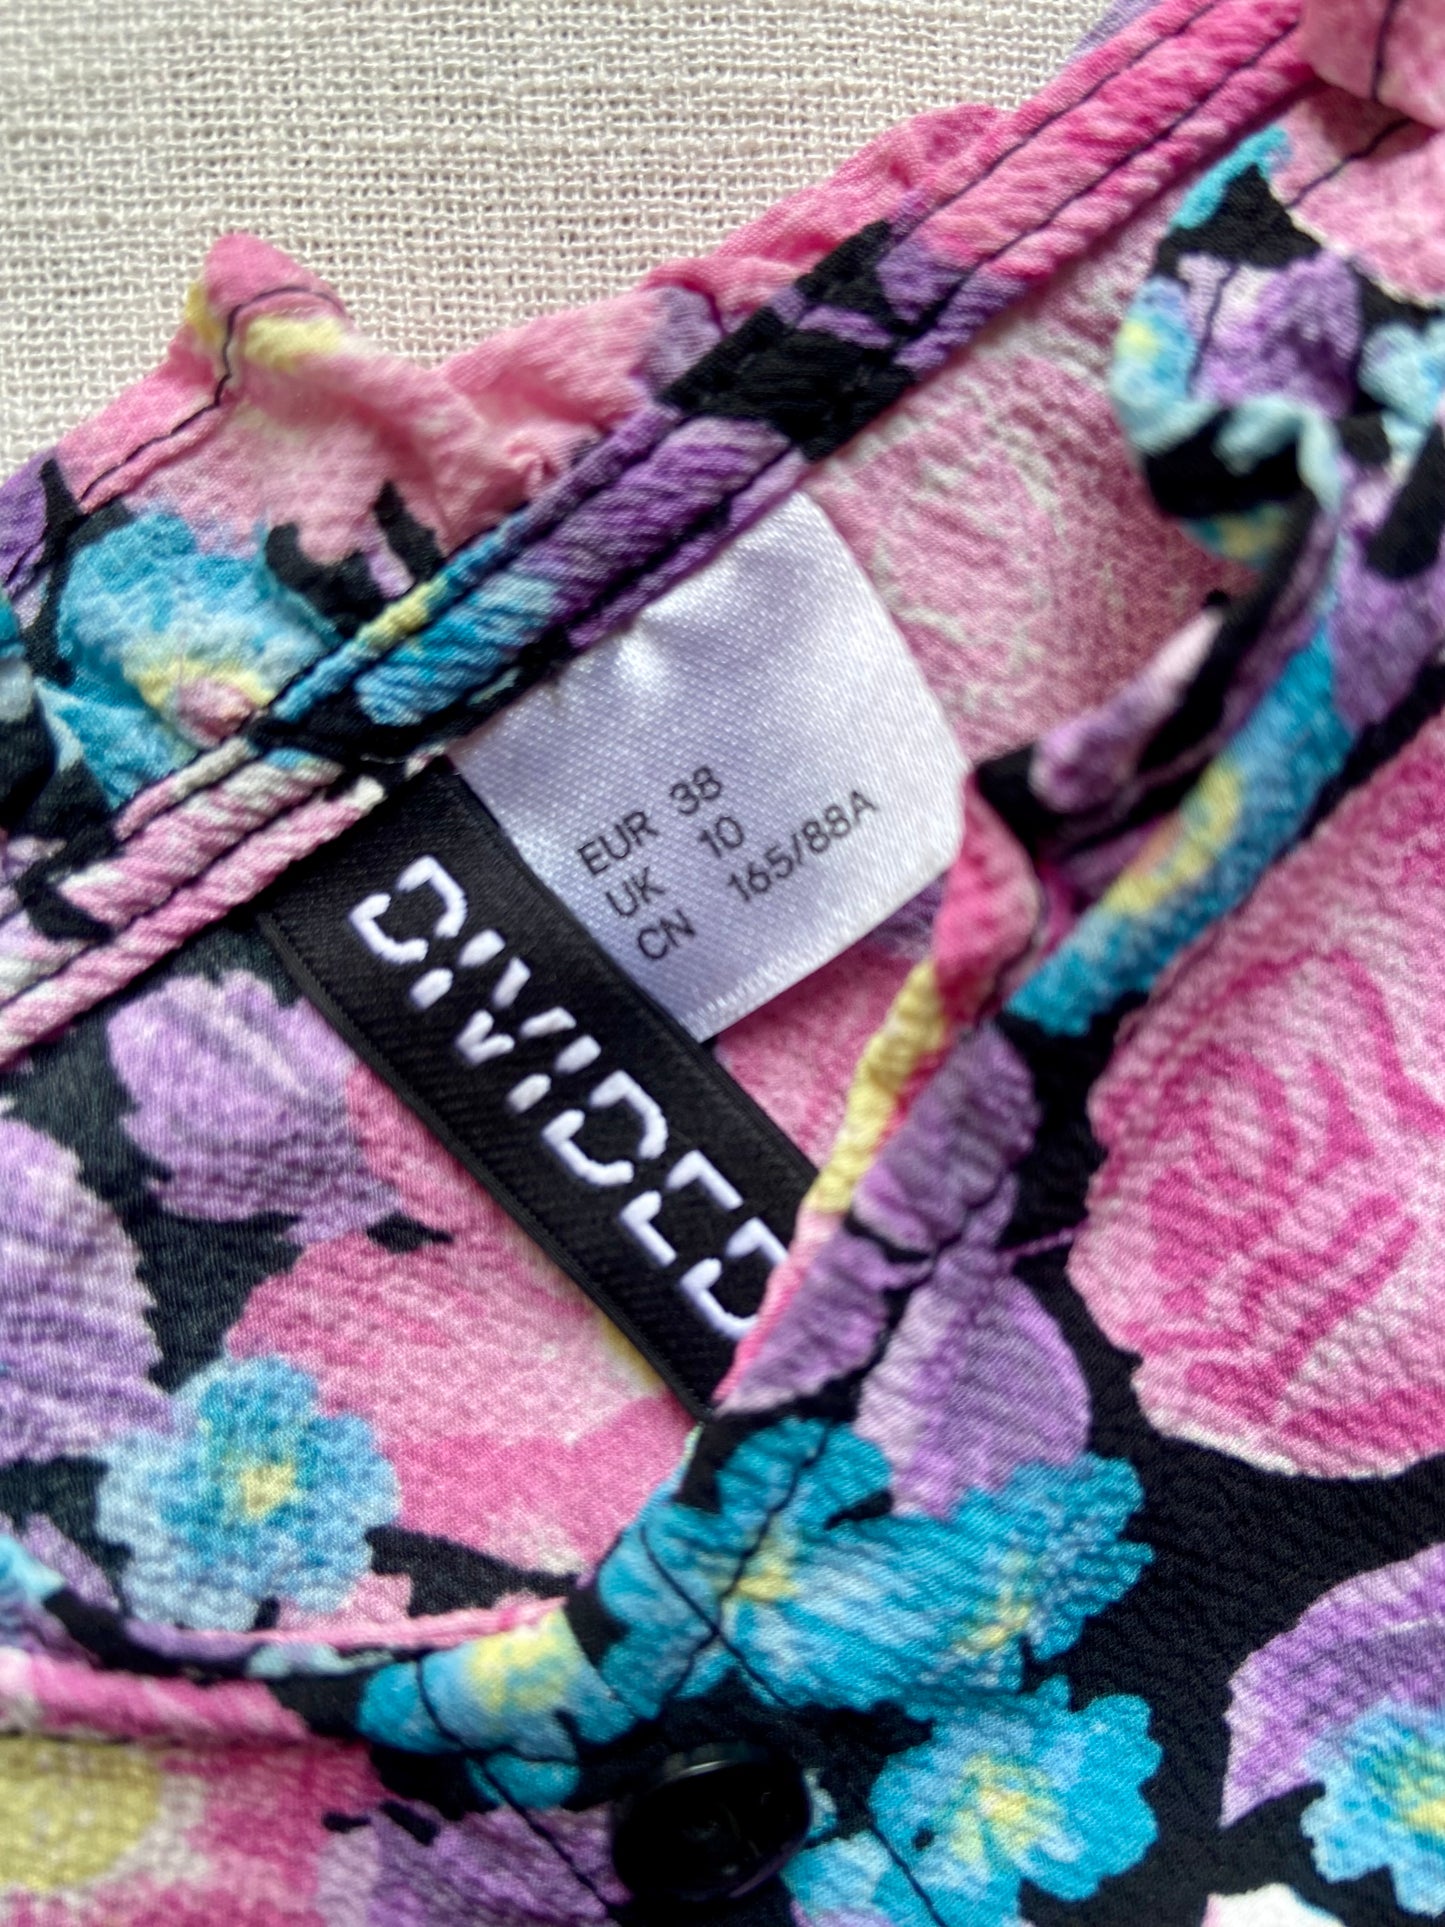 EUR 38
UK 10
CN 165/88A
DIVIDED